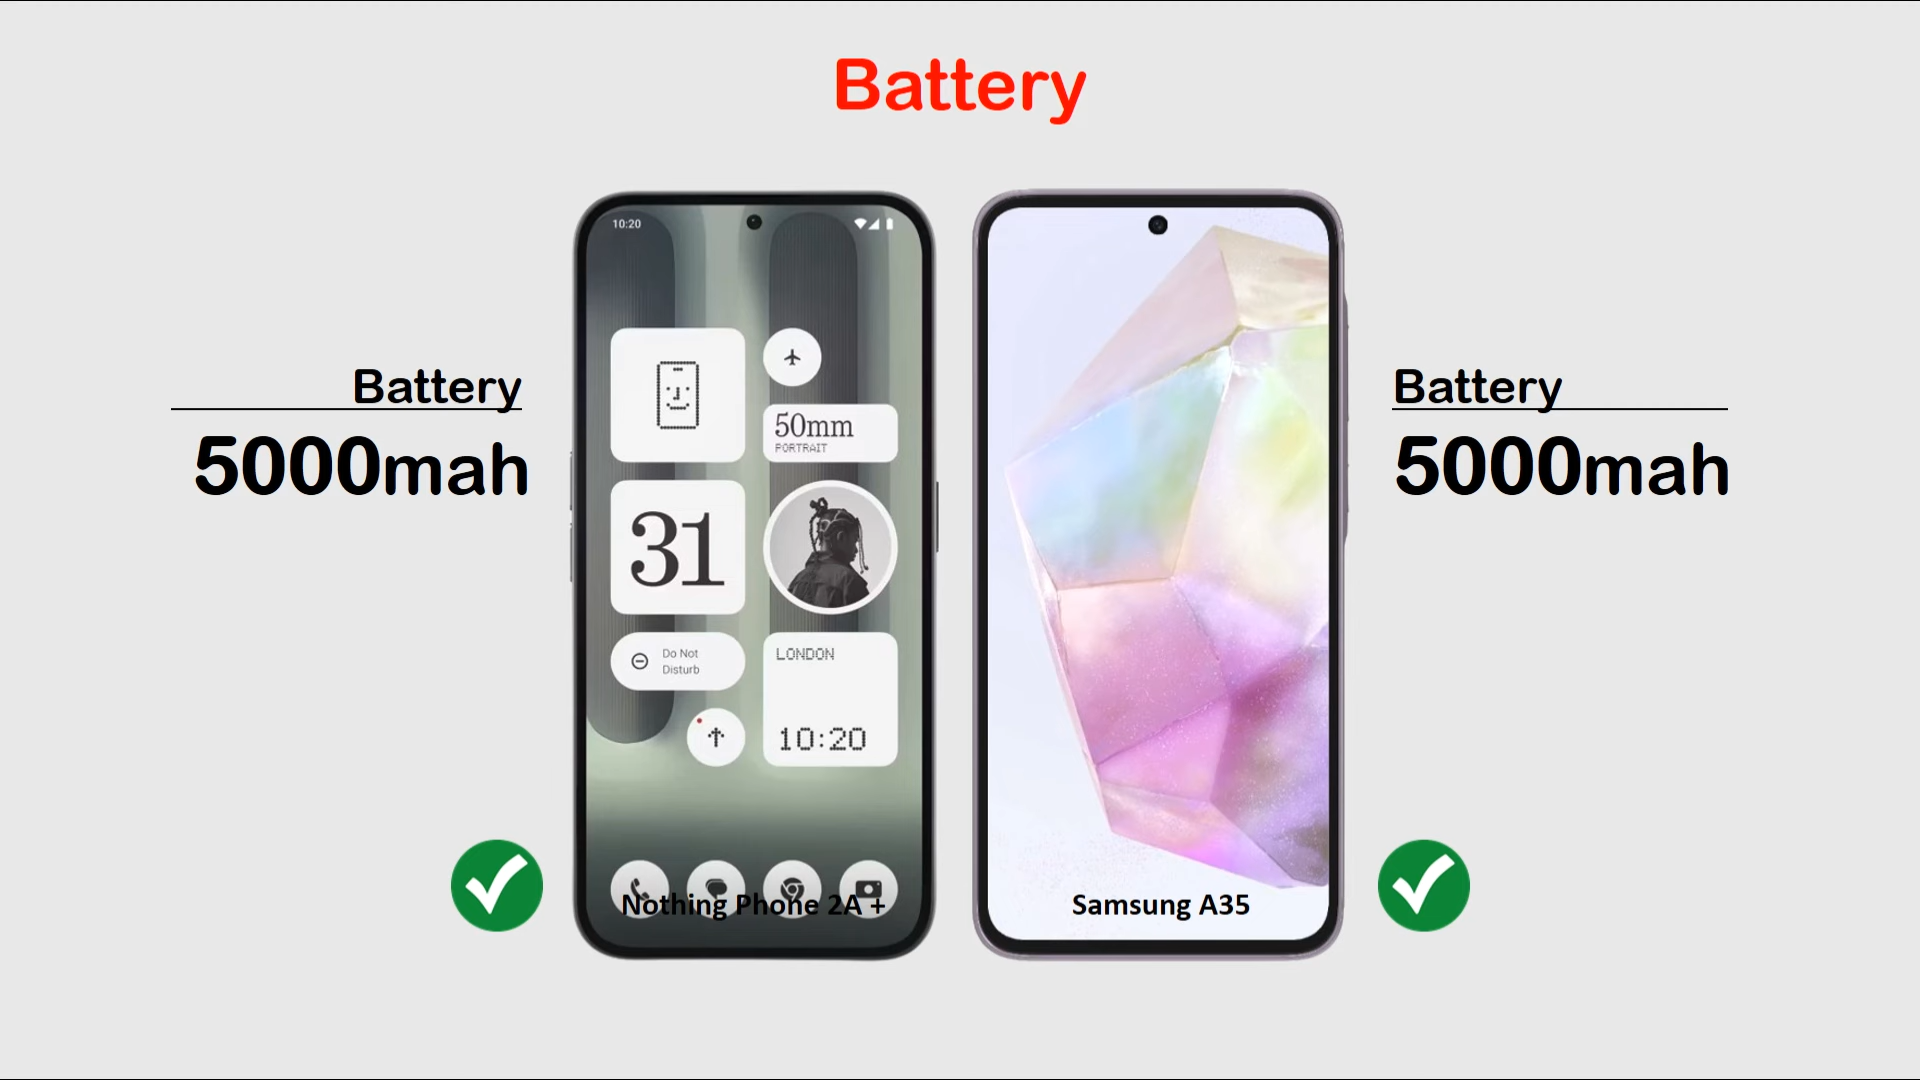 Battery
Battery
5000mah
Battery
5000mah
10:20
50mm
PORTRAIT
31
Do Not
Disturb
LONDON
10:20
Nothing Phone 2A +
Samsung A35